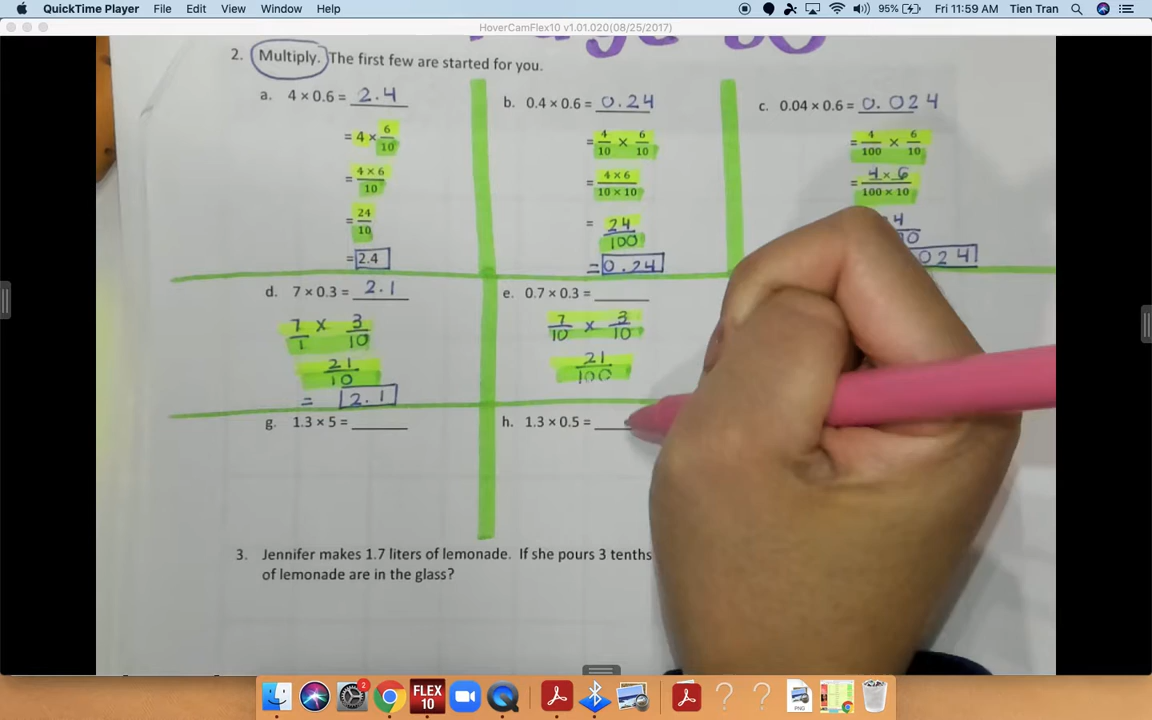 QuickTime Player File Edit View Window Help 95% Fri 11:59 AM Tien Tran
HoverCamFlex10 v1.01.020(08/25/2017)
2. Multiply. The first few are started for you.
a. 4 × 0.6 = 2.4
= 4 × 6/10
= 4 × 6/10
= 24/10
= 2.4
b. 0.4 × 0.6 = 0.24
= 4/10 × 6/10
= 4 × 6/10 × 10
= 24/100
= 0.24
c. 0.04 × 0.6 = 0.024
= 4/100 × 6/10
= 4 × 6/100 × 10
024
d. 7 × 0.3 = 2.1
7/1 × 3/10
21/10
= 2.1
e. 0.7 × 0.3 =
7/10 × 3/10
21/100
g. 1.3 × 5 =
h. 1.3 × 0.5 =
3. Jennifer makes 1.7 liters of lemonade. If she pours 3 tenths
of lemonade are in the glass?
FLEX
10
2
PNG